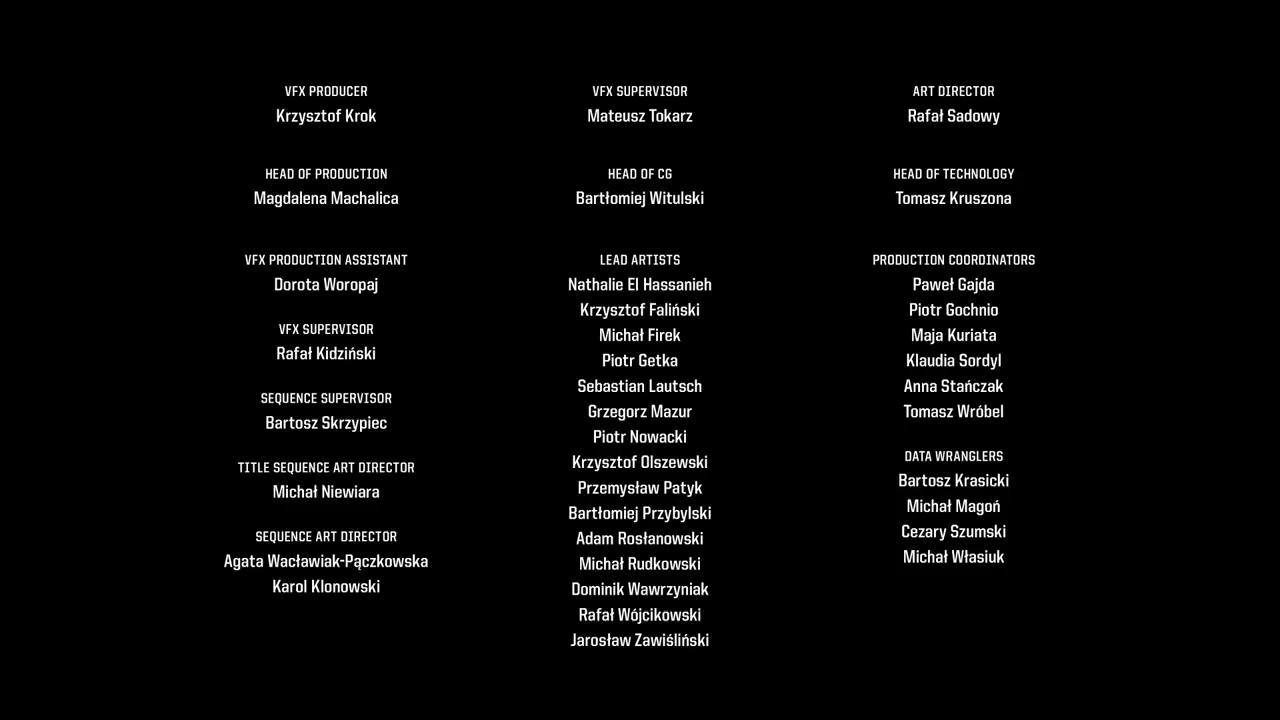 VFX PRODUCER
Krzysztof Krok
VFX SUPERVISOR
Mateusz Tokarz
ART DIRECTOR
Rafał Sadowy
HEAD OF PRODUCTION
Magdalena Machalica
HEAD OF CG
Bartłomiej Witulski
HEAD OF TECHNOLOGY
Tomasz Kruszona
VFX PRODUCTION ASSISTANT
Dorota Woropaj
VFX SUPERVISOR
Rafał Kidziński
SEQUENCE SUPERVISOR
Bartosz Skrzypiec
TITLE SEQUENCE ART DIRECTOR
Michał Niewiara
SEQUENCE ART DIRECTOR
Agata Wacławiak-Pączkowska
Karol Klonowski
LEAD ARTISTS
Nathalie El Hassanieh
Krzysztof Faliński
Michał Firek
Piotr Getka
Sebastian Lautsch
Grzegorz Mazur
Piotr Nowacki
Krzysztof Olszewski
Przemysław Patyk
Bartłomiej Przybylski
Adam Rosłanowski
Michał Rudkowski
Dominik Wawrzyniak
Rafał Wójcikowski
Jarosław Zawiśliński
PRODUCTION COORDINATORS
Paweł Gajda
Piotr Gochnio
Maja Kuriata
Klaudia Sordyl
Anna Stańczak
Tomasz Wróbel
DATA WRANGLERS
Bartosz Krasicki
Michał Magoń
Cezary Szumski
Michał Własiuk